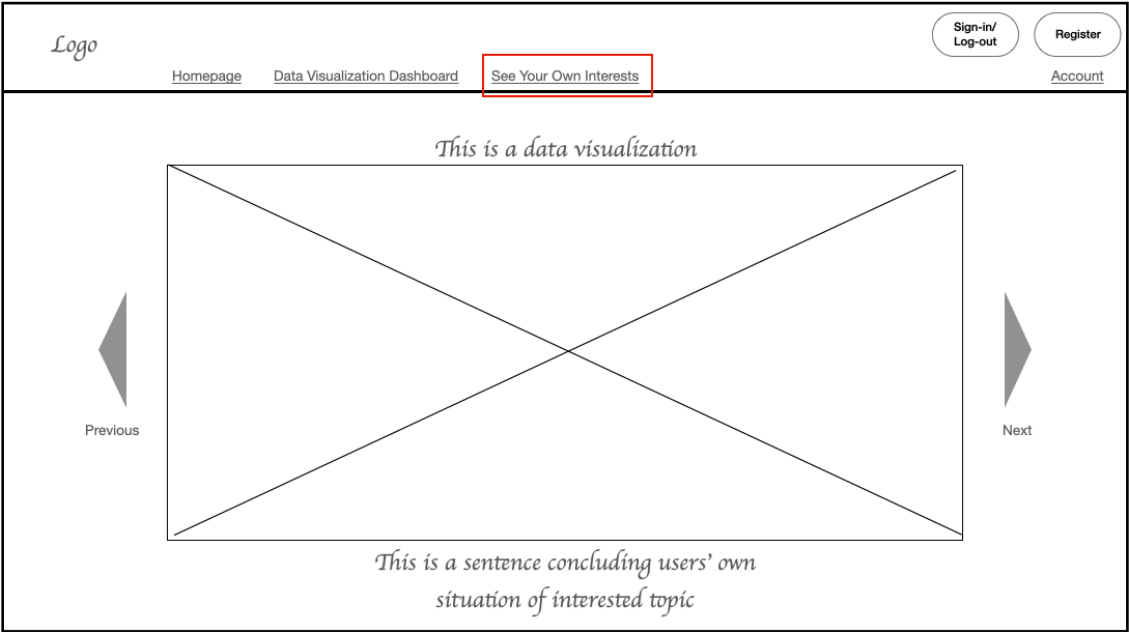 Logo
Sign-in/
Log-out
Register
Homepage Data Visualization Dashboard See Your Own Interests Account
This is a data visualization
Previous
Next
This is a sentence concluding users' own
situation of interested topic